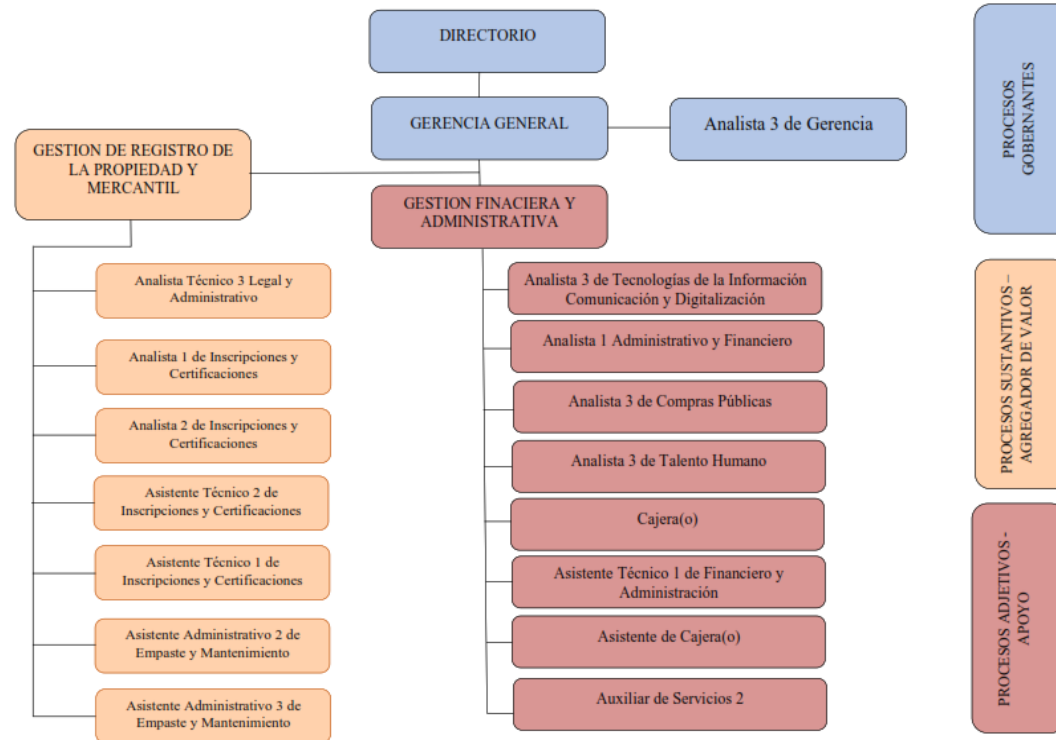 DIRECTORIO
GERENCIA GENERAL
Analista 3 de Gerencia
GESTION DE REGISTRO DE
LA PROPIEDAD Y
MERCANTIL
GESTION FINACIERA Y
ADMINISTRATIVA
Analista Técnico 3 Legal y
Administrativo
Analista 1 de Inscripciones y
Certificaciones
Analista 2 de Inscripciones y
Certificaciones
Asistente Técnico 2 de
Inscripciones y Certificaciones
Asistente Técnico 1 de
Inscripciones y Certificaciones
Asistente Administrativo 2 de
Empaste y Mantenimiento
Asistente Administrativo 3 de
Empaste y Mantenimiento
Analista 3 de Tecnologías de la Información
Comunicación y Digitalización
Analista 1 Administrativo y Financiero
Analista 3 de Compras Públicas
Analista 3 de Talento Humano
Cajera(o)
Asistente Técnico 1 de Financiero y
Administración
Asistente de Cajera(o)
Auxiliar de Servicios 2
PROCESOS
GOBERNANTES
PROCESOS SUSTANTIVOS –
AGREGADOR DE VALOR
PROCESOS ADJETIVOS -
APOYO